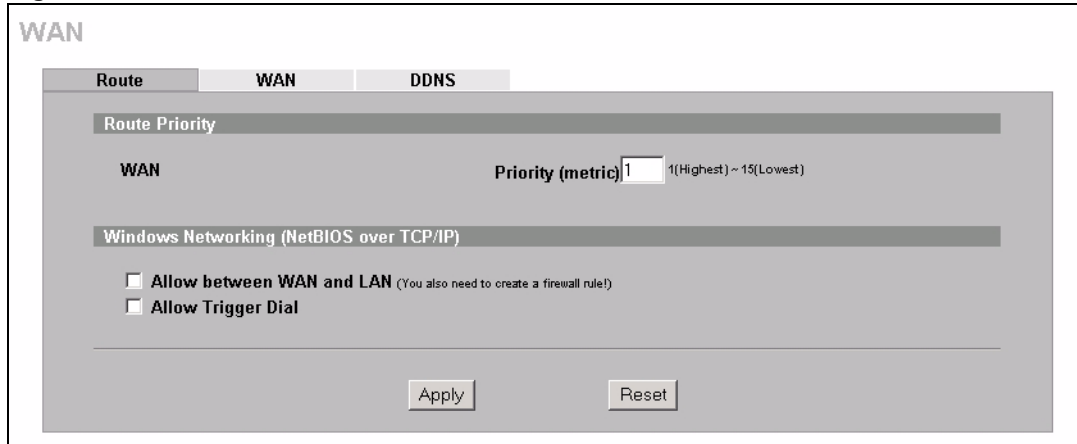 WAN
Route WAN DDNS
Route Priority
WAN Priority (metric) 1 1(Highest) ~ 15(Lowest)
Windows Networking (NetBIOS over TCP/IP)
Allow between WAN and LAN (You also need to create a firewall rule!)
Allow Trigger Dial
Apply Reset